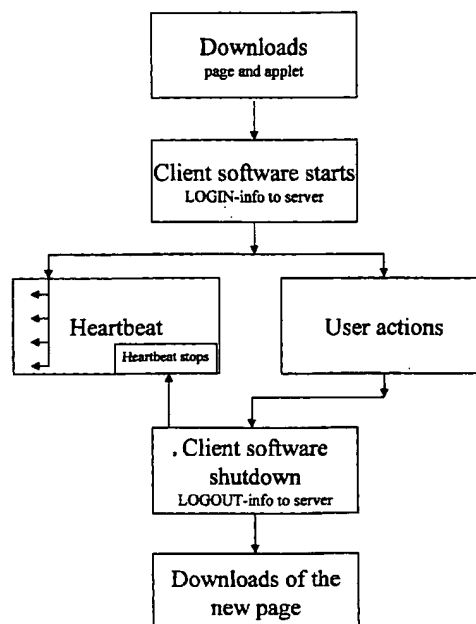 Downloads
page and applet
Client software starts
LOGIN-info to server
Heartbeat
Heartbeat stops
User actions
. Client software
shutdown
LOGOUT-info to server
Downloads of the
new page